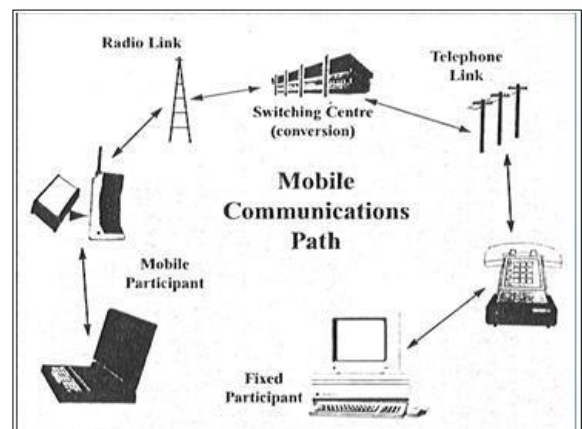 Radio Link
Telephone
Link
Switching Centre
(conversion)
Mobile
Communications
Path
Mobile
Participant
Fixed
Participant